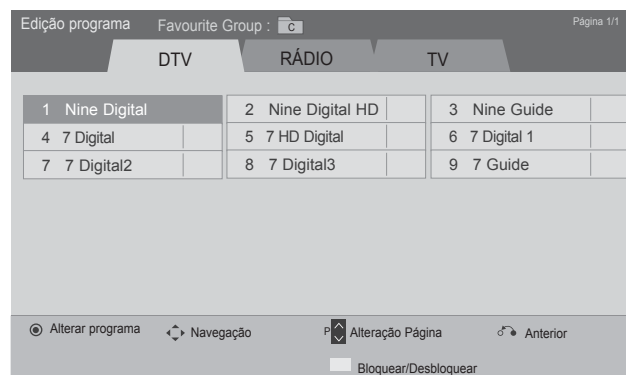 Edição programa Favourite Group : C Página 1/1
DTV RÁDIO TV
1 Nine Digital 2 Nine Digital HD 3 Nine Guide
4 7 Digital 5 7 HD Digital 6 7 Digital 1
7 7 Digital2 8 7 Digital3 9 7 Guide
Alterar programa Navegação P Alteração Página Anterior
Bloquear/Desbloquear